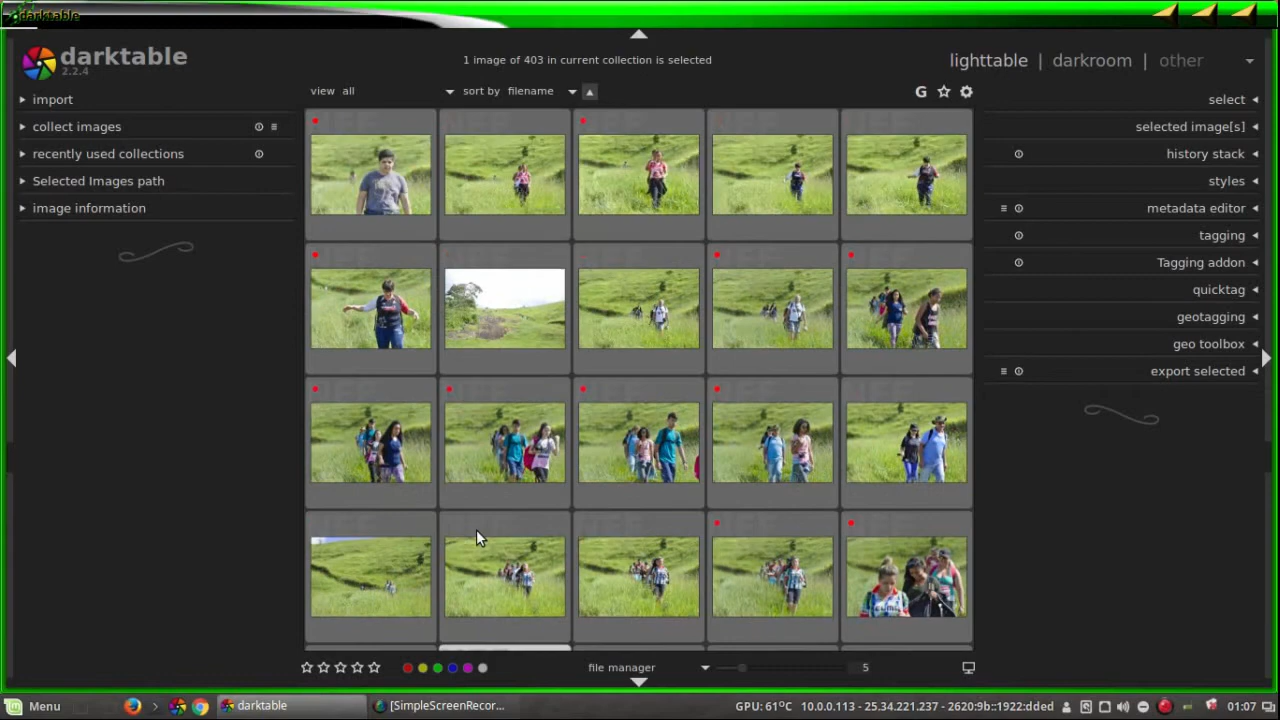 darktable
darktable
2.2.4
1 image of 403 in current collection is selected
lighttable | darkroom | other
import
collect images
recently used collections
Selected Images path
image information
view all
sort by filename
G
select
selected image[s]
history stack
styles
metadata editor
tagging
Tagging addon
quicktag
geotagging
geo toolbox
export selected
file manager
5
Menu
darktable
[SimpleScreenRecor...
GPU: 61°C 10.0.0.113 - 25.34.221.237 - 2620:9b::1922:dded
01:07